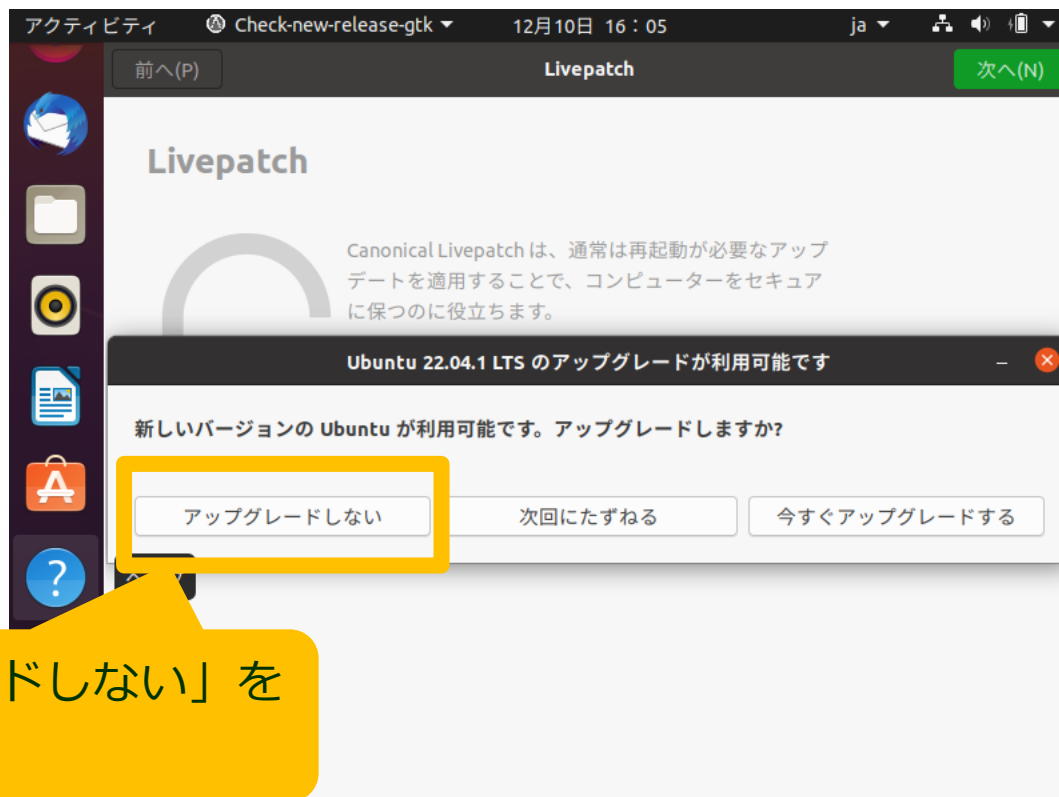 アクティビティ Check-new-release-gtk 12月10日 16：05 ja
前へ(P) Livepatch 次へ(N)
Livepatch
Canonical Livepatch は、通常は再起動が必要なアップ
デートを適用することで、コンピューターをセキュア
に保つのに役立ちます。
Ubuntu 22.04.1 LTS のアップグレードが利用可能です
新しいバージョンの Ubuntu が利用可能です。アップグレードしますか?
アップグレードしない 次回にたずねる 今すぐアップグレードする
ドしない」を